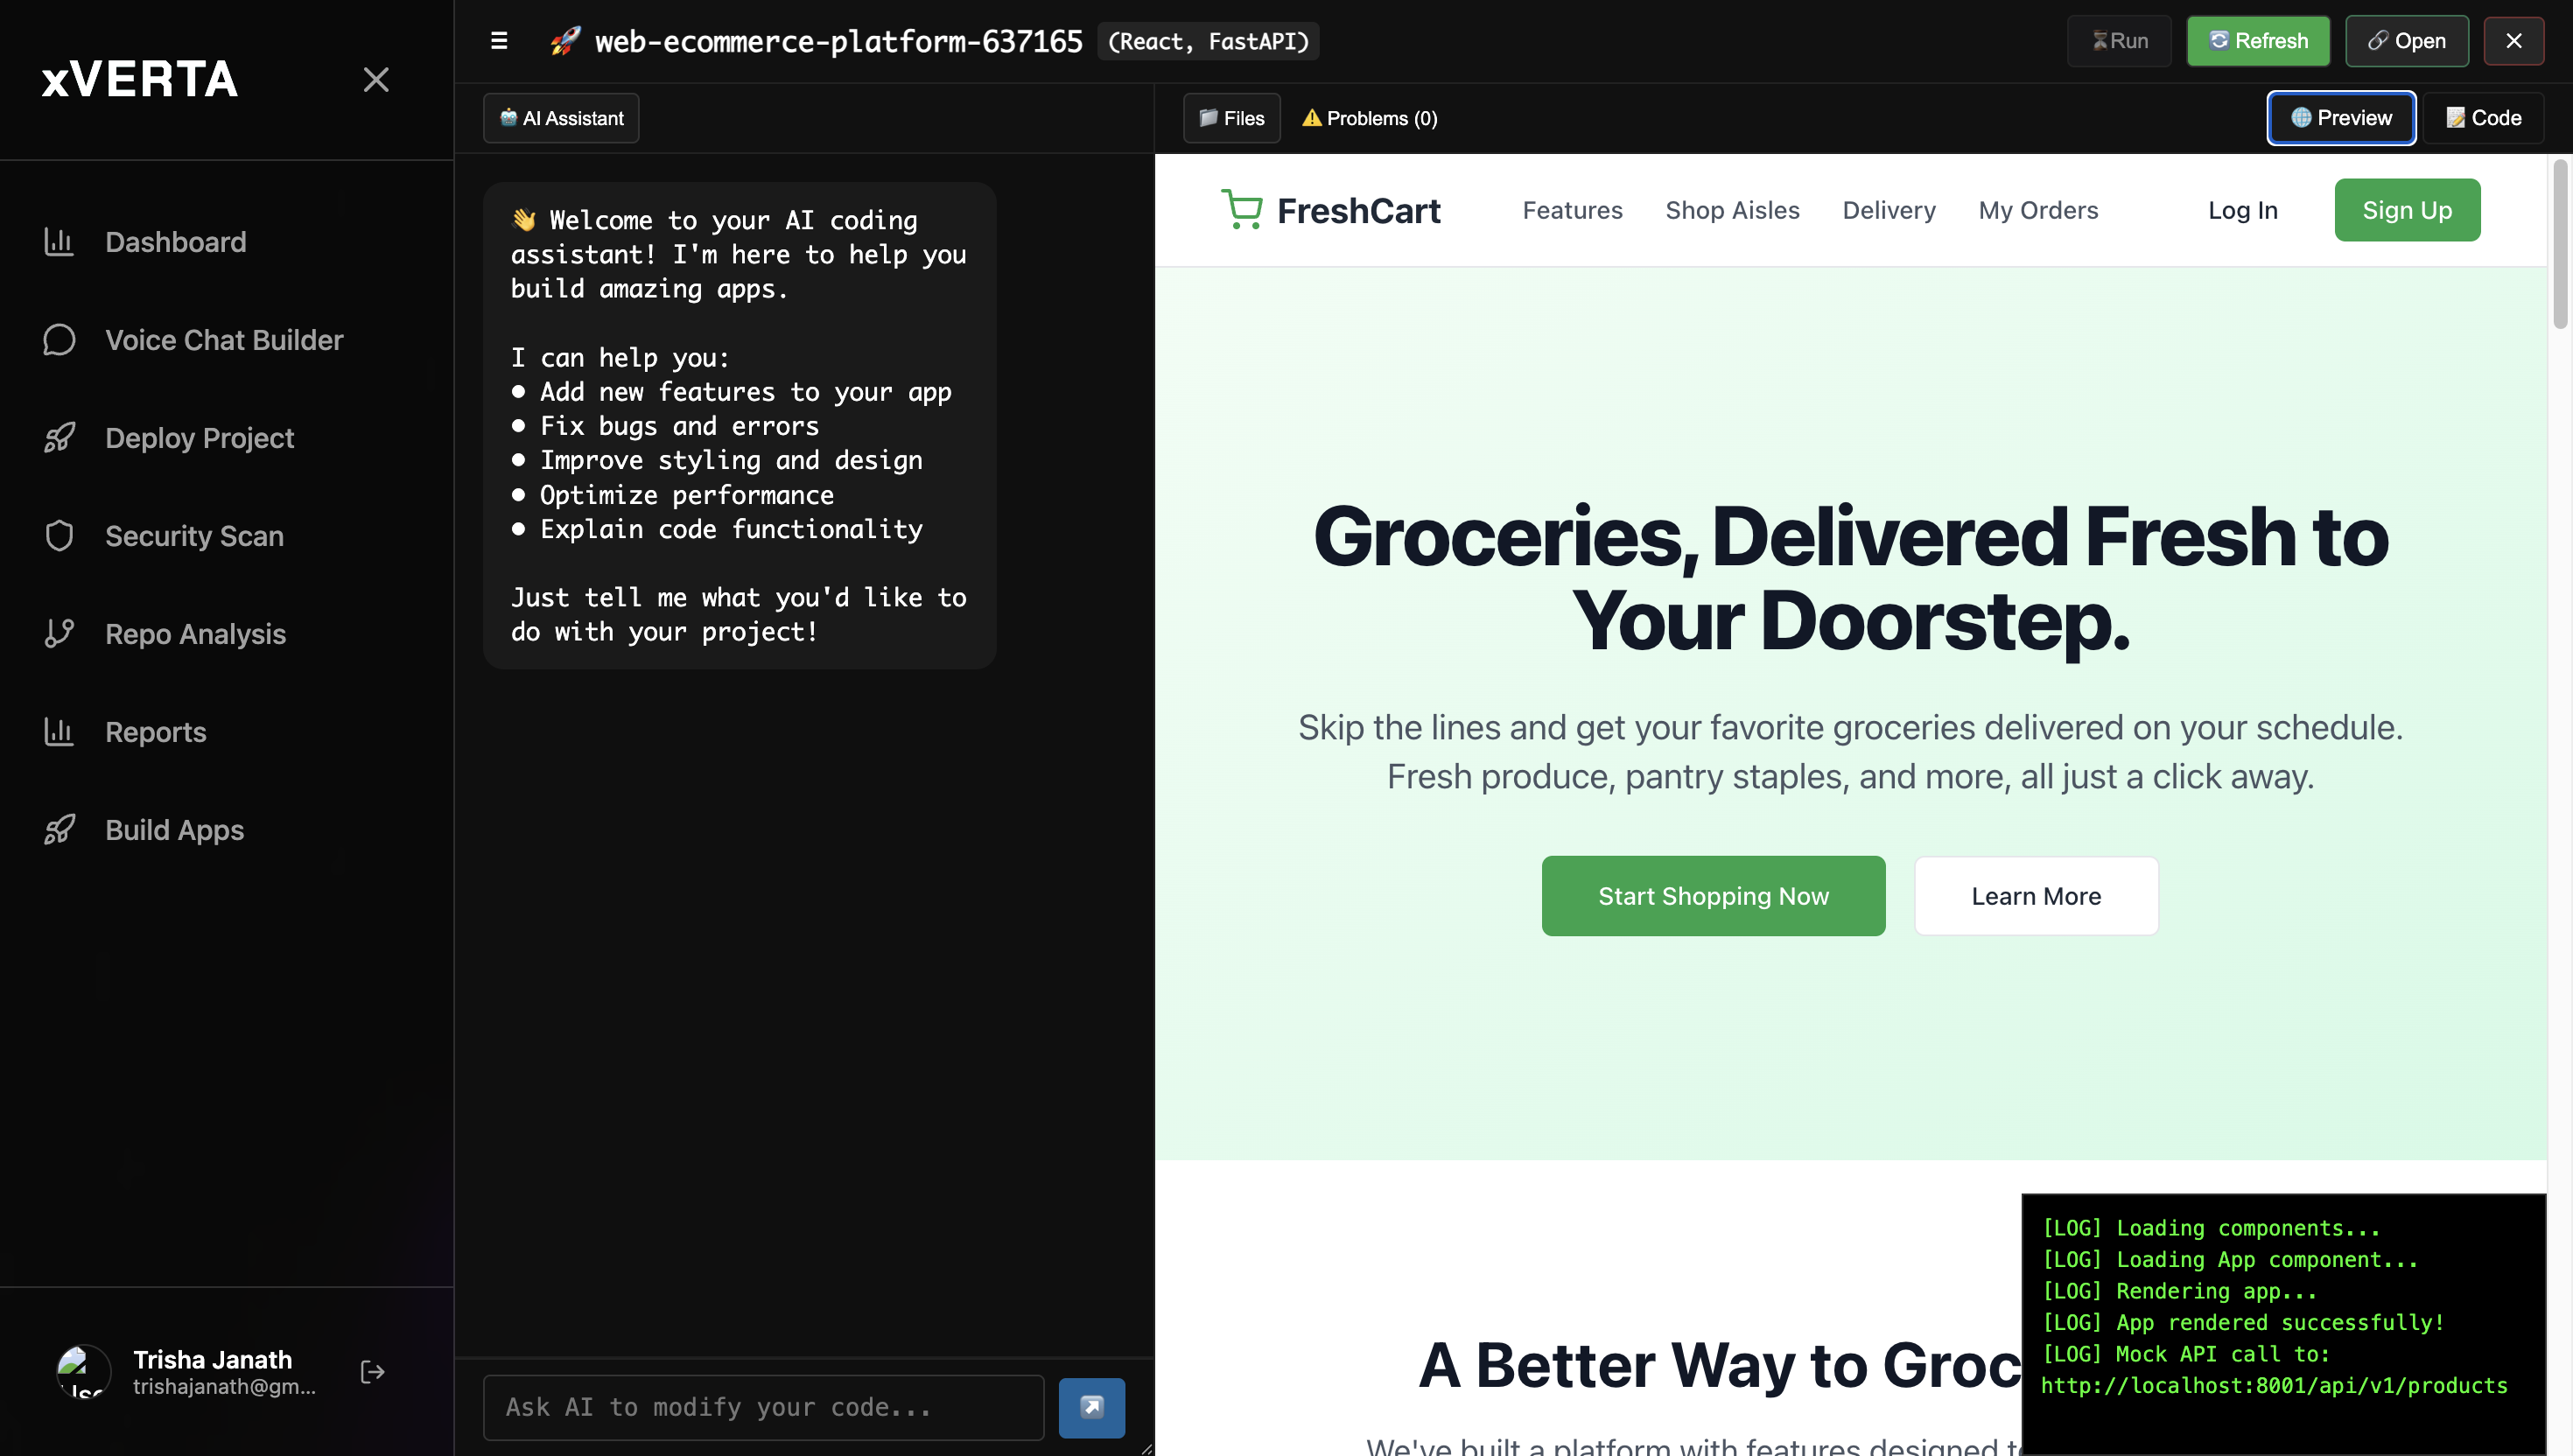 xVERTA
Dashboard
Voice Chat Builder
Deploy Project
Security Scan
Repo Analysis
Reports
Build Apps
Trisha Janath
trishajanath@gm...
web-ecommerce-platform-637165 (React, FastAPI)
Run
Refresh
Open
AI Assistant
Files
Problems (0)
Preview
Code
Welcome to your AI coding
assistant! I'm here to help you
build amazing apps.
I can help you:
• Add new features to your app
• Fix bugs and errors
• Improve styling and design
• Optimize performance
• Explain code functionality
Just tell me what you'd like to
do with your project!
Ask AI to modify your code...
FreshCart
Features
Shop Aisles
Delivery
My Orders
Log In
Sign Up
Groceries, Delivered Fresh to
Your Doorstep.
Skip the lines and get your favorite groceries delivered on your schedule.
Fresh produce, pantry staples, and more, all just a click away.
Start Shopping Now
Learn More
A Better Way to Groc
We've built a platform with features designed
[LOG] Loading components...
[LOG] Loading App component...
[LOG] Rendering app...
[LOG] App rendered successfully!
[LOG] Mock API call to:
http://localhost:8001/api/v1/products